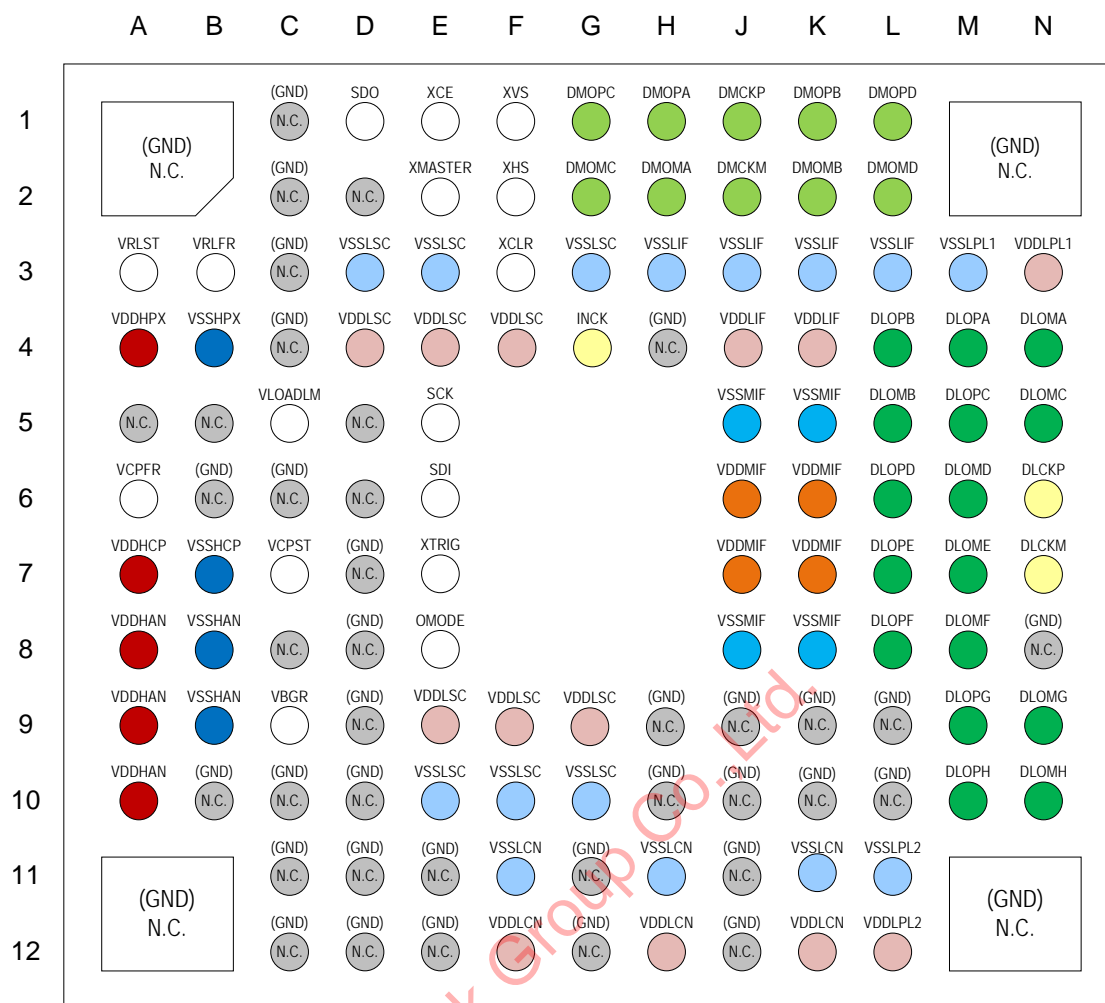 A B C D E F G H J K L M N
(GND) SDO XCE XVS DMOPC DMOPA DMCKP DMOPB DMOPD
1 N.C.
(GND) N.C.
(GND) N.C.
(GND) XMASTER XHS DMOMC DMOMA DMCKM DMOMB DMOMD
2 N.C. N.C.
VRLST VRLFR (GND) VSSLSC VSSLSC XCLR VSSLSC VSSLIF VSSLIF VSSLIF VSSLIF VSSLPL1 VDDLPL1
3 N.C.
VDDHPX VSSHPX (GND) VDDLSC VDDLSC VDDLSC INCK (GND) VDDLIF VDDLIF DLOPB DLOPA DLOMA
4 N.C. N.C.
VLOADLM SCK VSSMIF VSSMIF DLOMB DLOPC DLOMC
5 N.C. N.C. N.C.
VCPFR (GND) (GND) SDI VDDMIF VDDMIF DLOPD DLOMD DLCKP
6 N.C. N.C. N.C.
VDDHCP VSSHCP VCPST (GND) XTRIG VDDMIF VDDMIF DLOPE DLOME DLCKM
7 N.C.
VDDHAN VSSHAN (GND) OMODE VSSMIF VSSMIF DLOPF DLOMF (GND)
8 N.C. N.C. N.C.
VDDHAN VSSHAN VBGR (GND) VDDLSC VDDLSC VDDLSC (GND) (GND) (GND) (GND) DLOPG DLOMG
9 N.C. N.C. N.C. N.C. N.C.
VDDHAN (GND) (GND) (GND) VSSLSC VSSLSC VSSLSC (GND) (GND) (GND) (GND) DLOPH DLOMH
10 N.C. N.C. N.C. N.C. N.C. N.C. N.C.
(GND) (GND) (GND) VSSLCN (GND) VSSLCN (GND) VSSLCN VSSLPL2
11 N.C. N.C. N.C. N.C. N.C.
(GND) N.C.
(GND) N.C.
(GND) (GND) (GND) VDDLCN (GND) VDDLCN (GND) VDDLCN VDDLPL2
12 N.C. N.C. N.C. N.C. N.C.
Group Co.,Ltd.